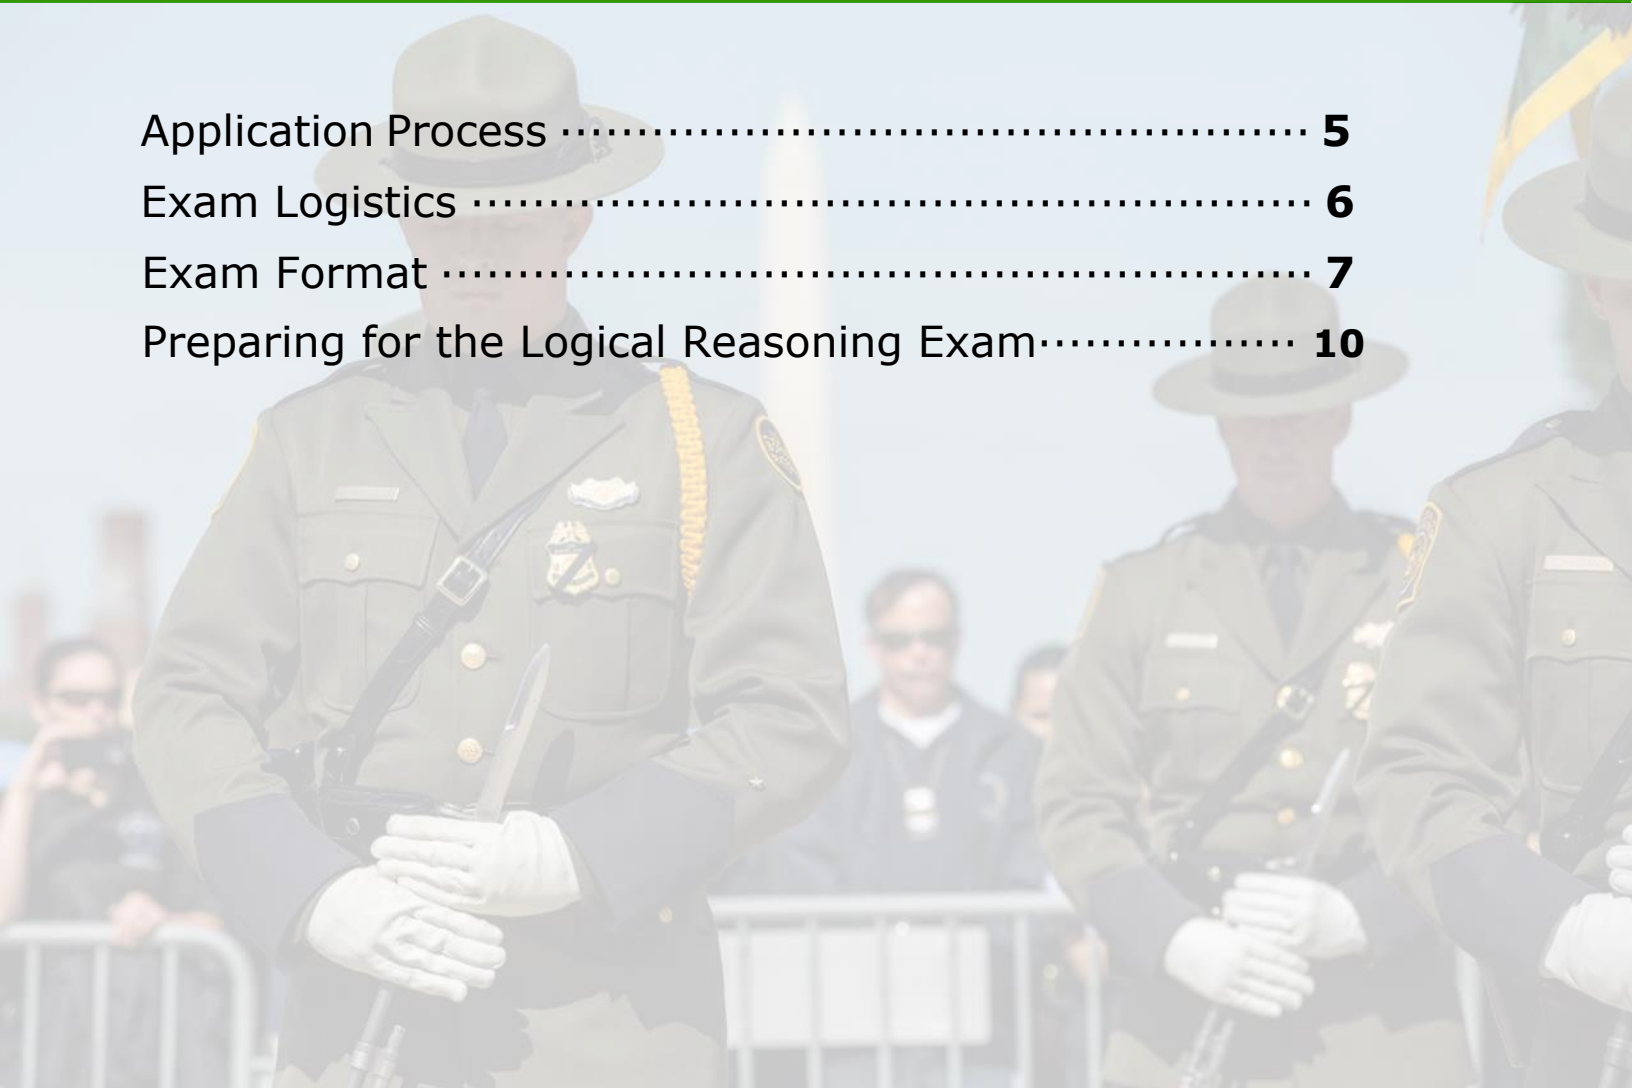 Application Process ················································· 5
Exam Logistics ······················································· 6
Exam Format ························································· 7
Preparing for the Logical Reasoning Exam················· 10